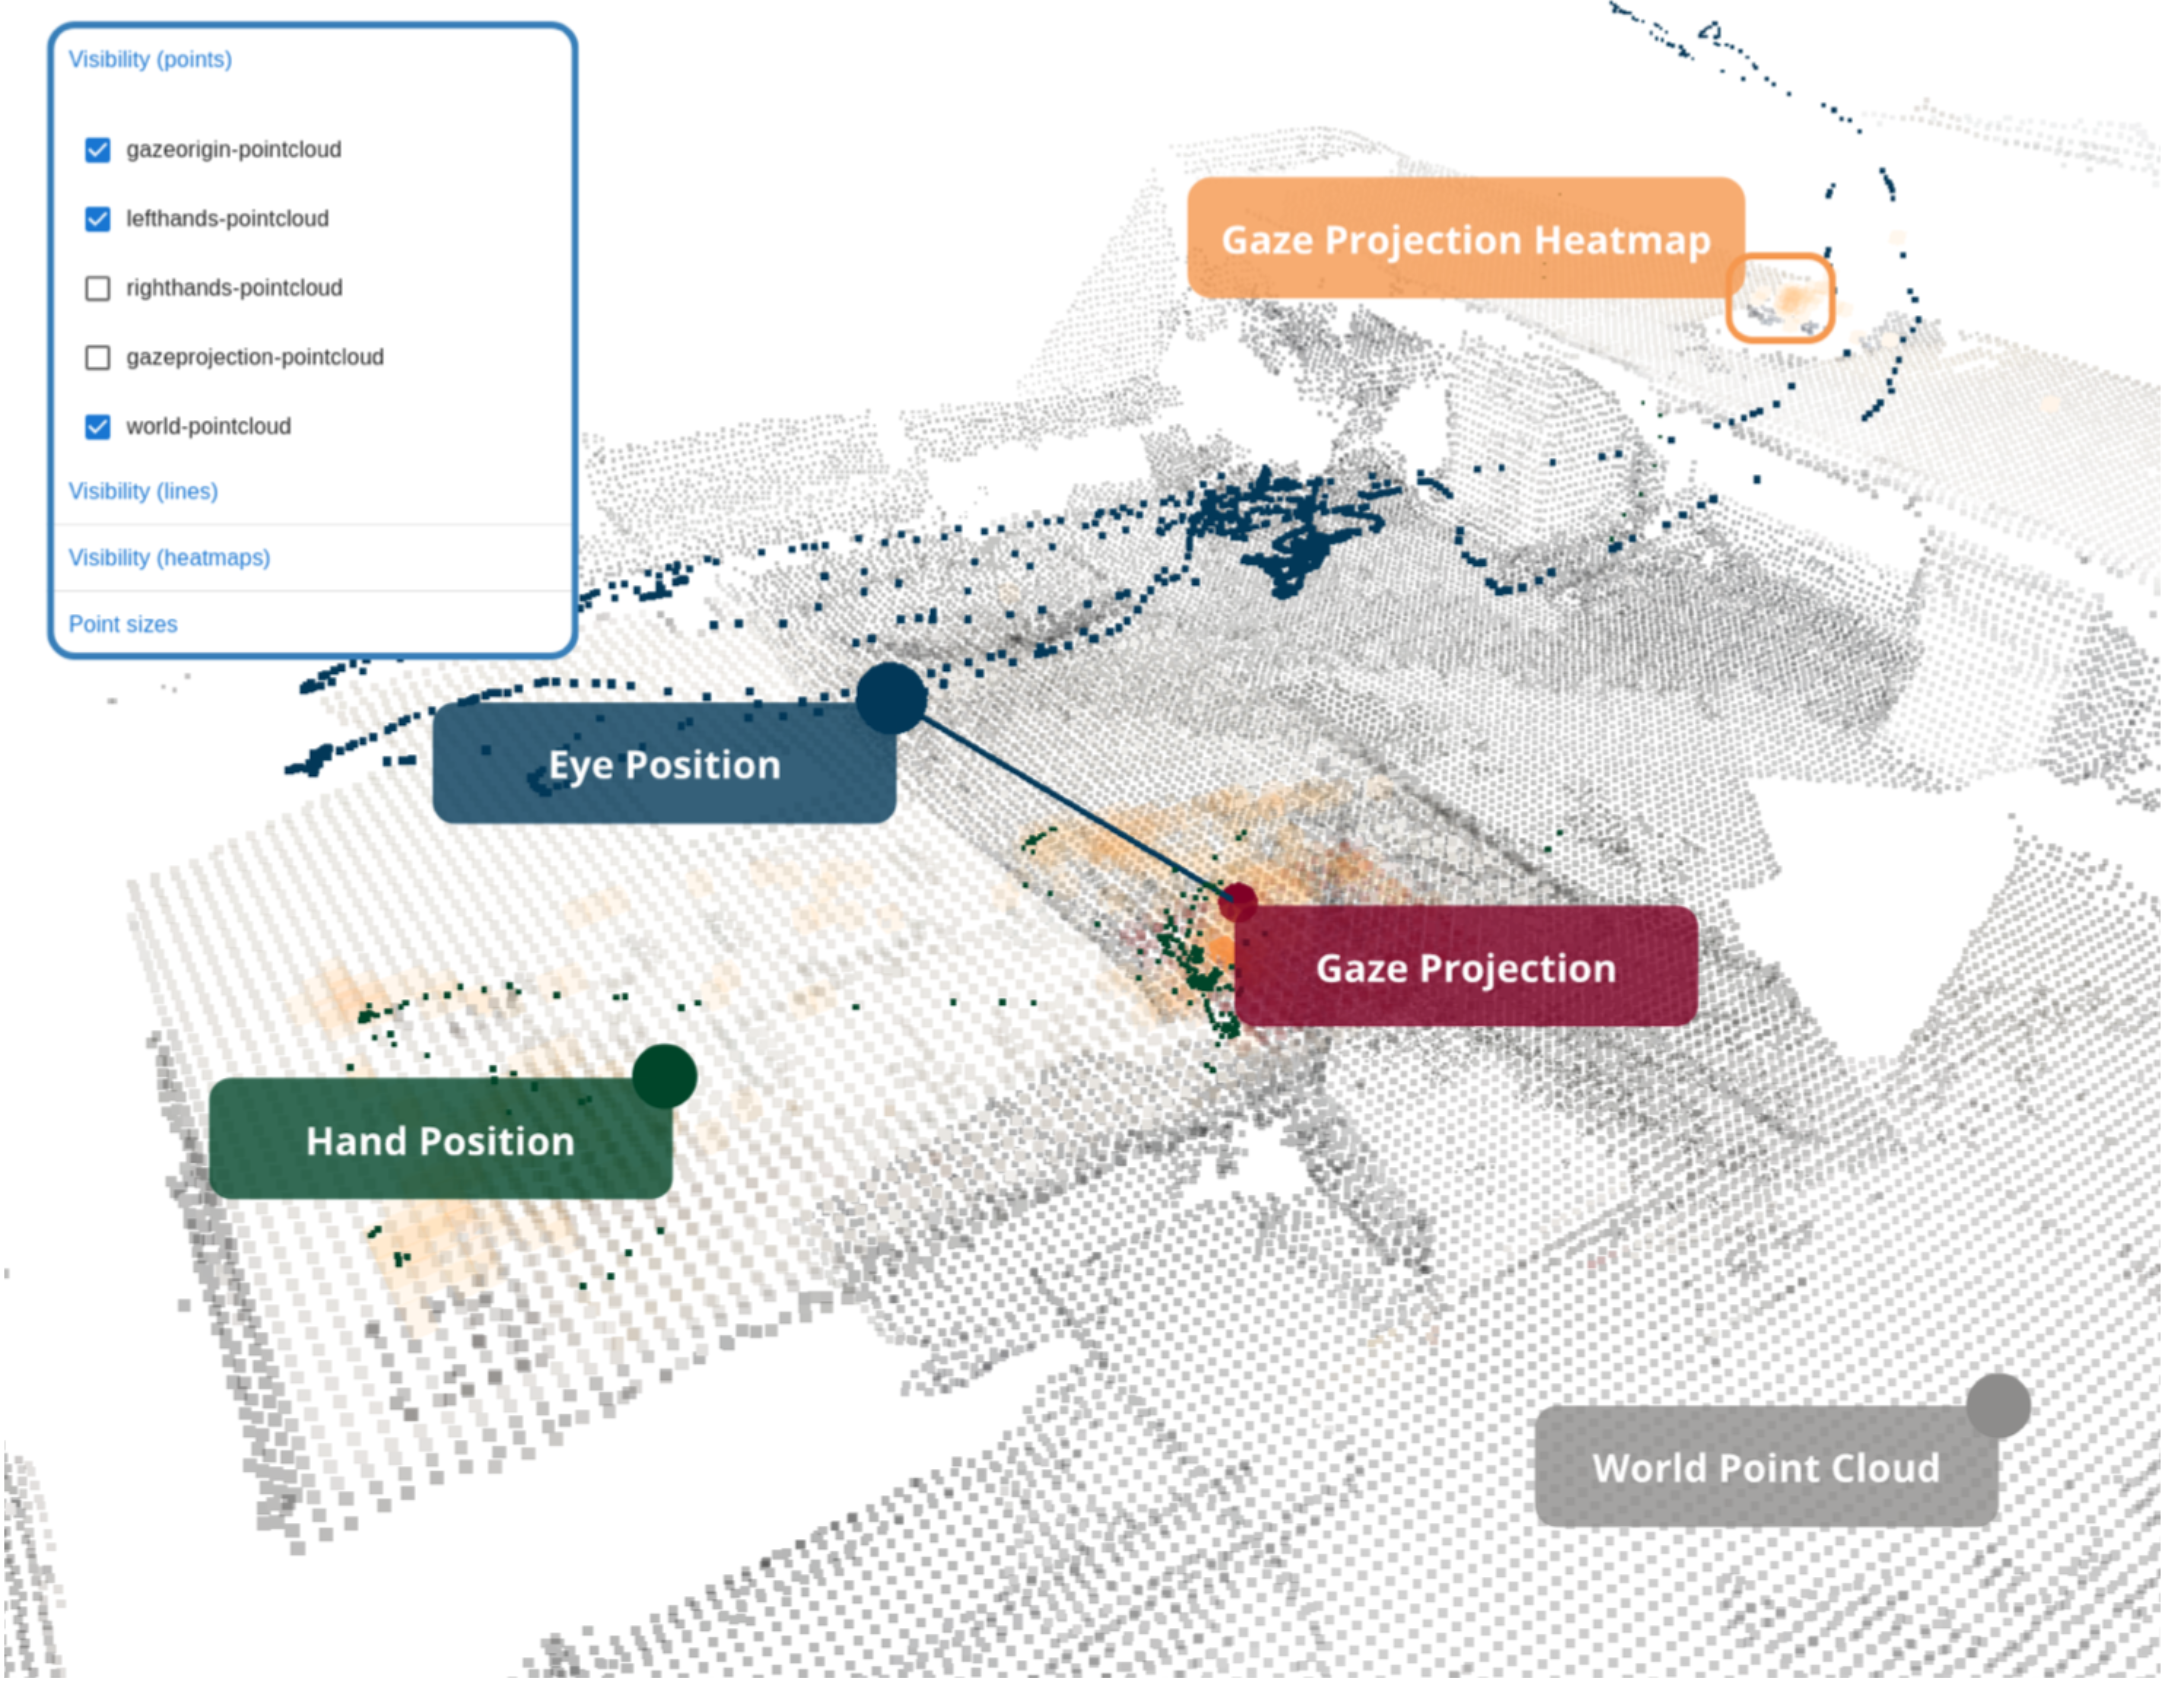 Visibility (points)
gazeorigin-pointcloud
lefthands-pointcloud
righthands-pointcloud
gazeprojection-pointcloud
world-pointcloud
Visibility (lines)
Visibility (heatmaps)
Point sizes
Gaze Projection Heatmap
Eye Position
Gaze Projection
Hand Position
World Point Cloud